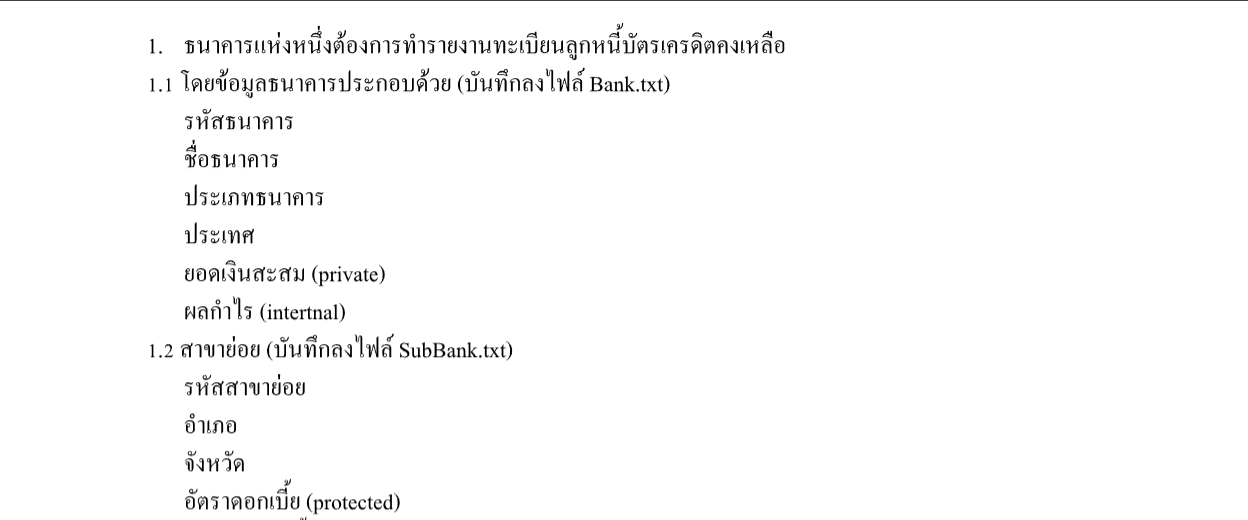 1. ธนาคารแห่งหนึ่งต้องการทำรายงานทะเบียนลูกหนี้บัตรเครดิตคงเหลือ
1.1 โดยข้อมูลธนาคารประกอบด้วย (บันทึกลงไฟล์ Bank.txt)
รหัสธนาคาร
ชื่อธนาคาร
ประเภทธนาคาร
ประเทศ
ยอดเงินสะสม (private)
ผลกำไร (intertnal)
1.2 สาขาย่อย (บันทึกลงไฟล์ SubBank.txt)
รหัสสาขาย่อย
อำเภอ
จังหวัด
อัตราดอกเบี้ย (protected)